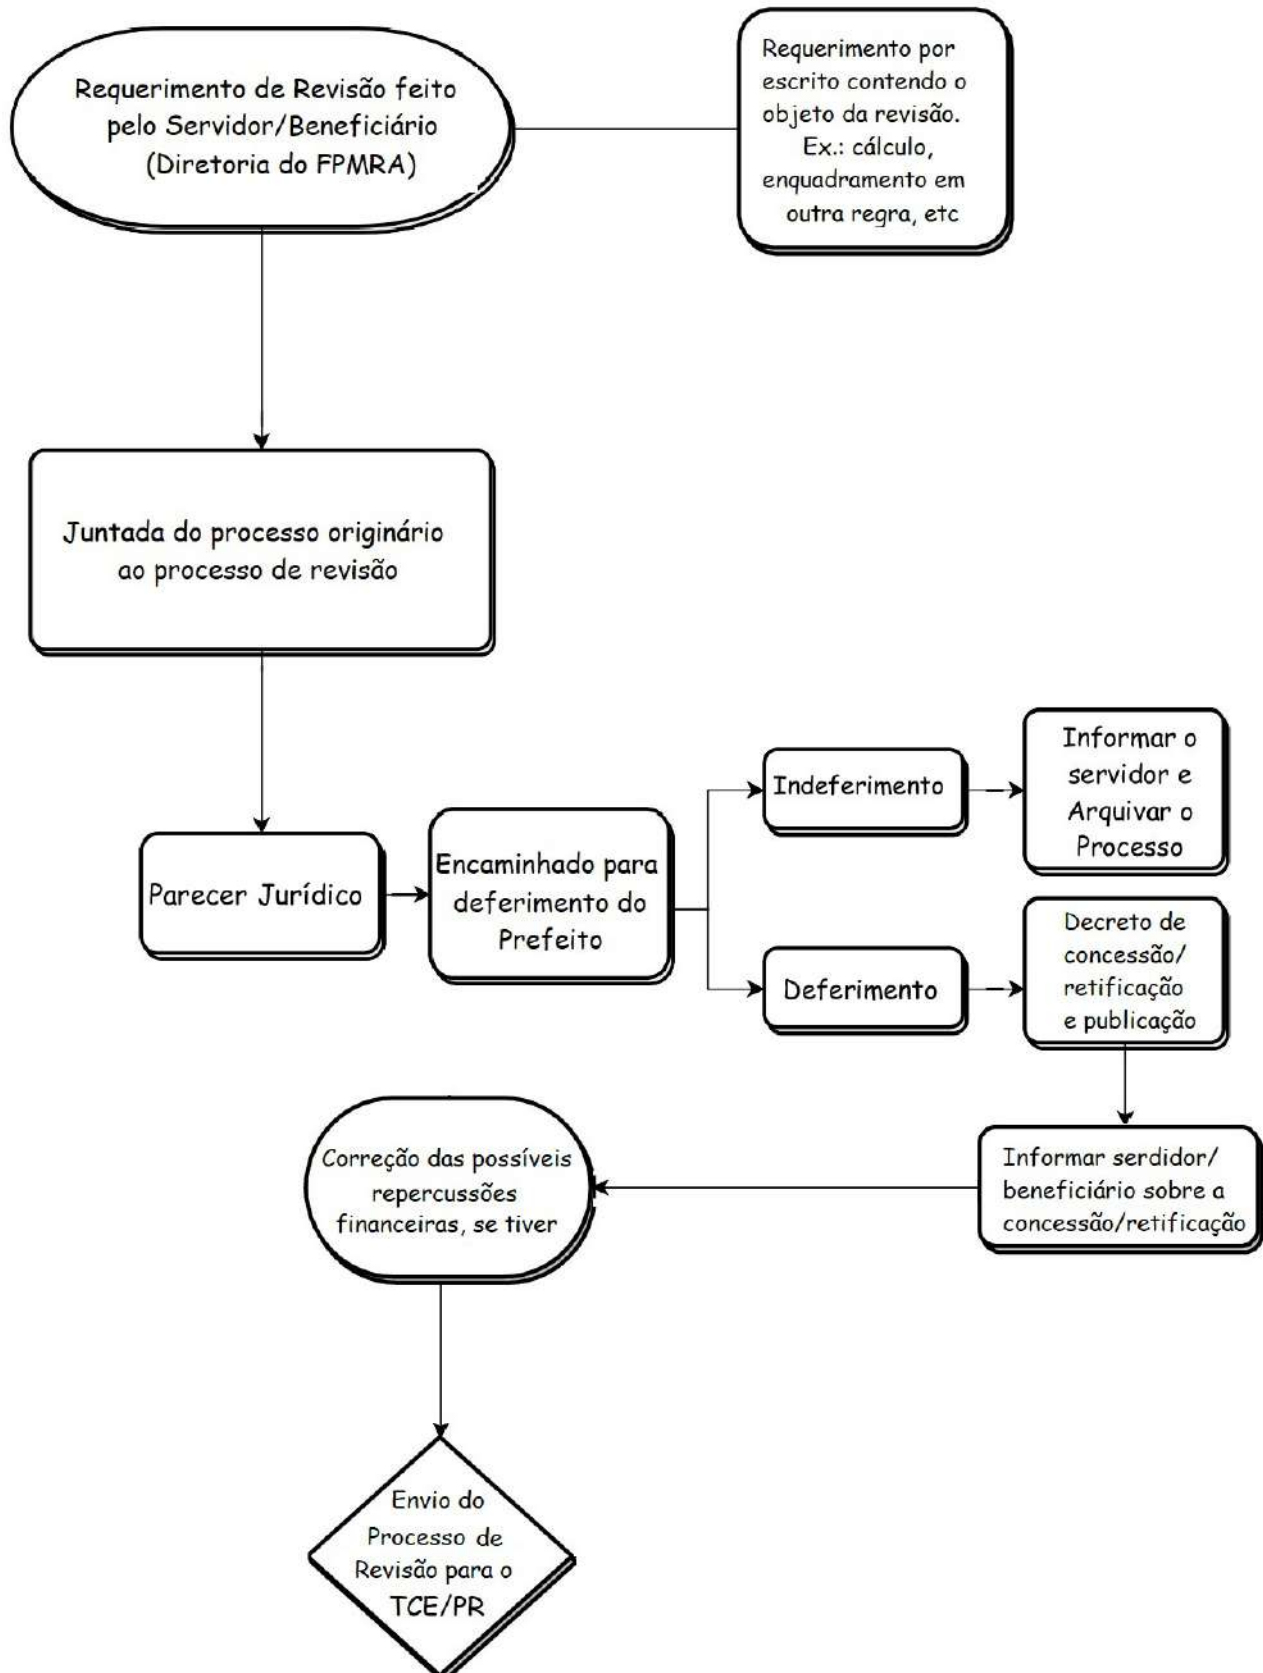 Requerimento de Revisão feito
pelo Servidor/Beneficiário
(Diretoria do FPMRA)
Requerimento por
escrito contendo o
objeto da revisão.
Ex.: cálculo,
enquadramento em
outra regra, etc
Juntada do processo originário
ao processo de revisão
Parecer Jurídico
Encaminhado para
deferimento do
Prefeito
Indeferimento
Informar o
servidor e
Arquivar o
Processo
Deferimento
Decreto de
concessão/
retificação
e publicação
Informar serdidor/
beneficiário sobre a
concessão/retificação
Correção das possíveis
repercussões
financeiras, se tiver
Envio do
Processo de
Revisão para o
TCE/PR